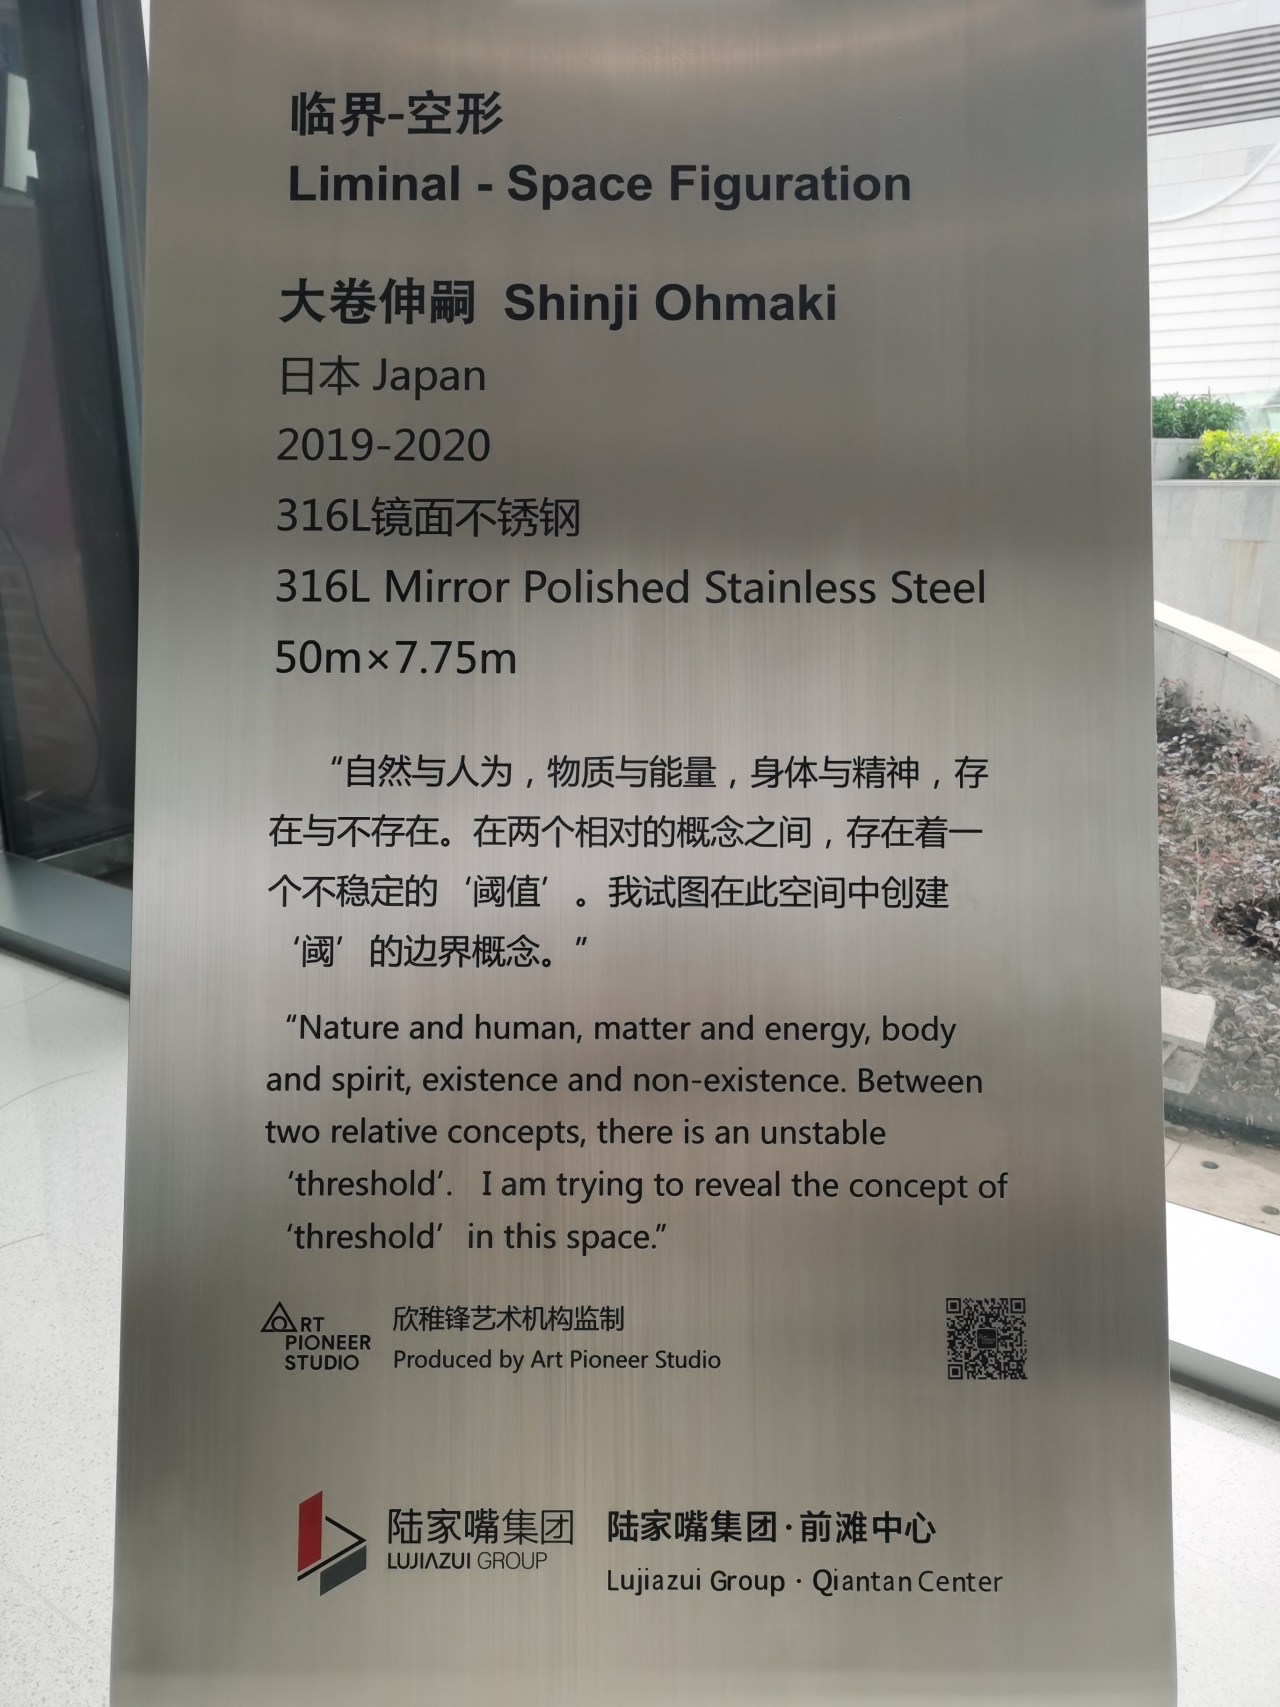 临界-空形
Liminal - Space Figuration
大卷伸嗣 Shinji Ohmaki
日本 Japan
2019-2020
316L镜面不锈钢
316L Mirror Polished Stainless Steel
50m×7.75m
“自然与人为，物质与能量，身体与精神，存
在与不存在。在两个相对的概念之间，存在着一
个不稳定的‘阈值’。我试图在此空间中创建
‘阈’的边界概念。”
“Nature and human, matter and energy, body
and spirit, existence and non-existence. Between
two relative concepts, there is an unstable
‘threshold’. I am trying to reveal the concept of
‘threshold’ in this space.”
ART
PIONEER
STUDIO
欣稚锋艺术机构监制
Produced by Art Pioneer Studio
陆家嘴集团
LUJIAZUI GROUP
陆家嘴集团·前滩中心
Lujiazui Group · Qiantan Center